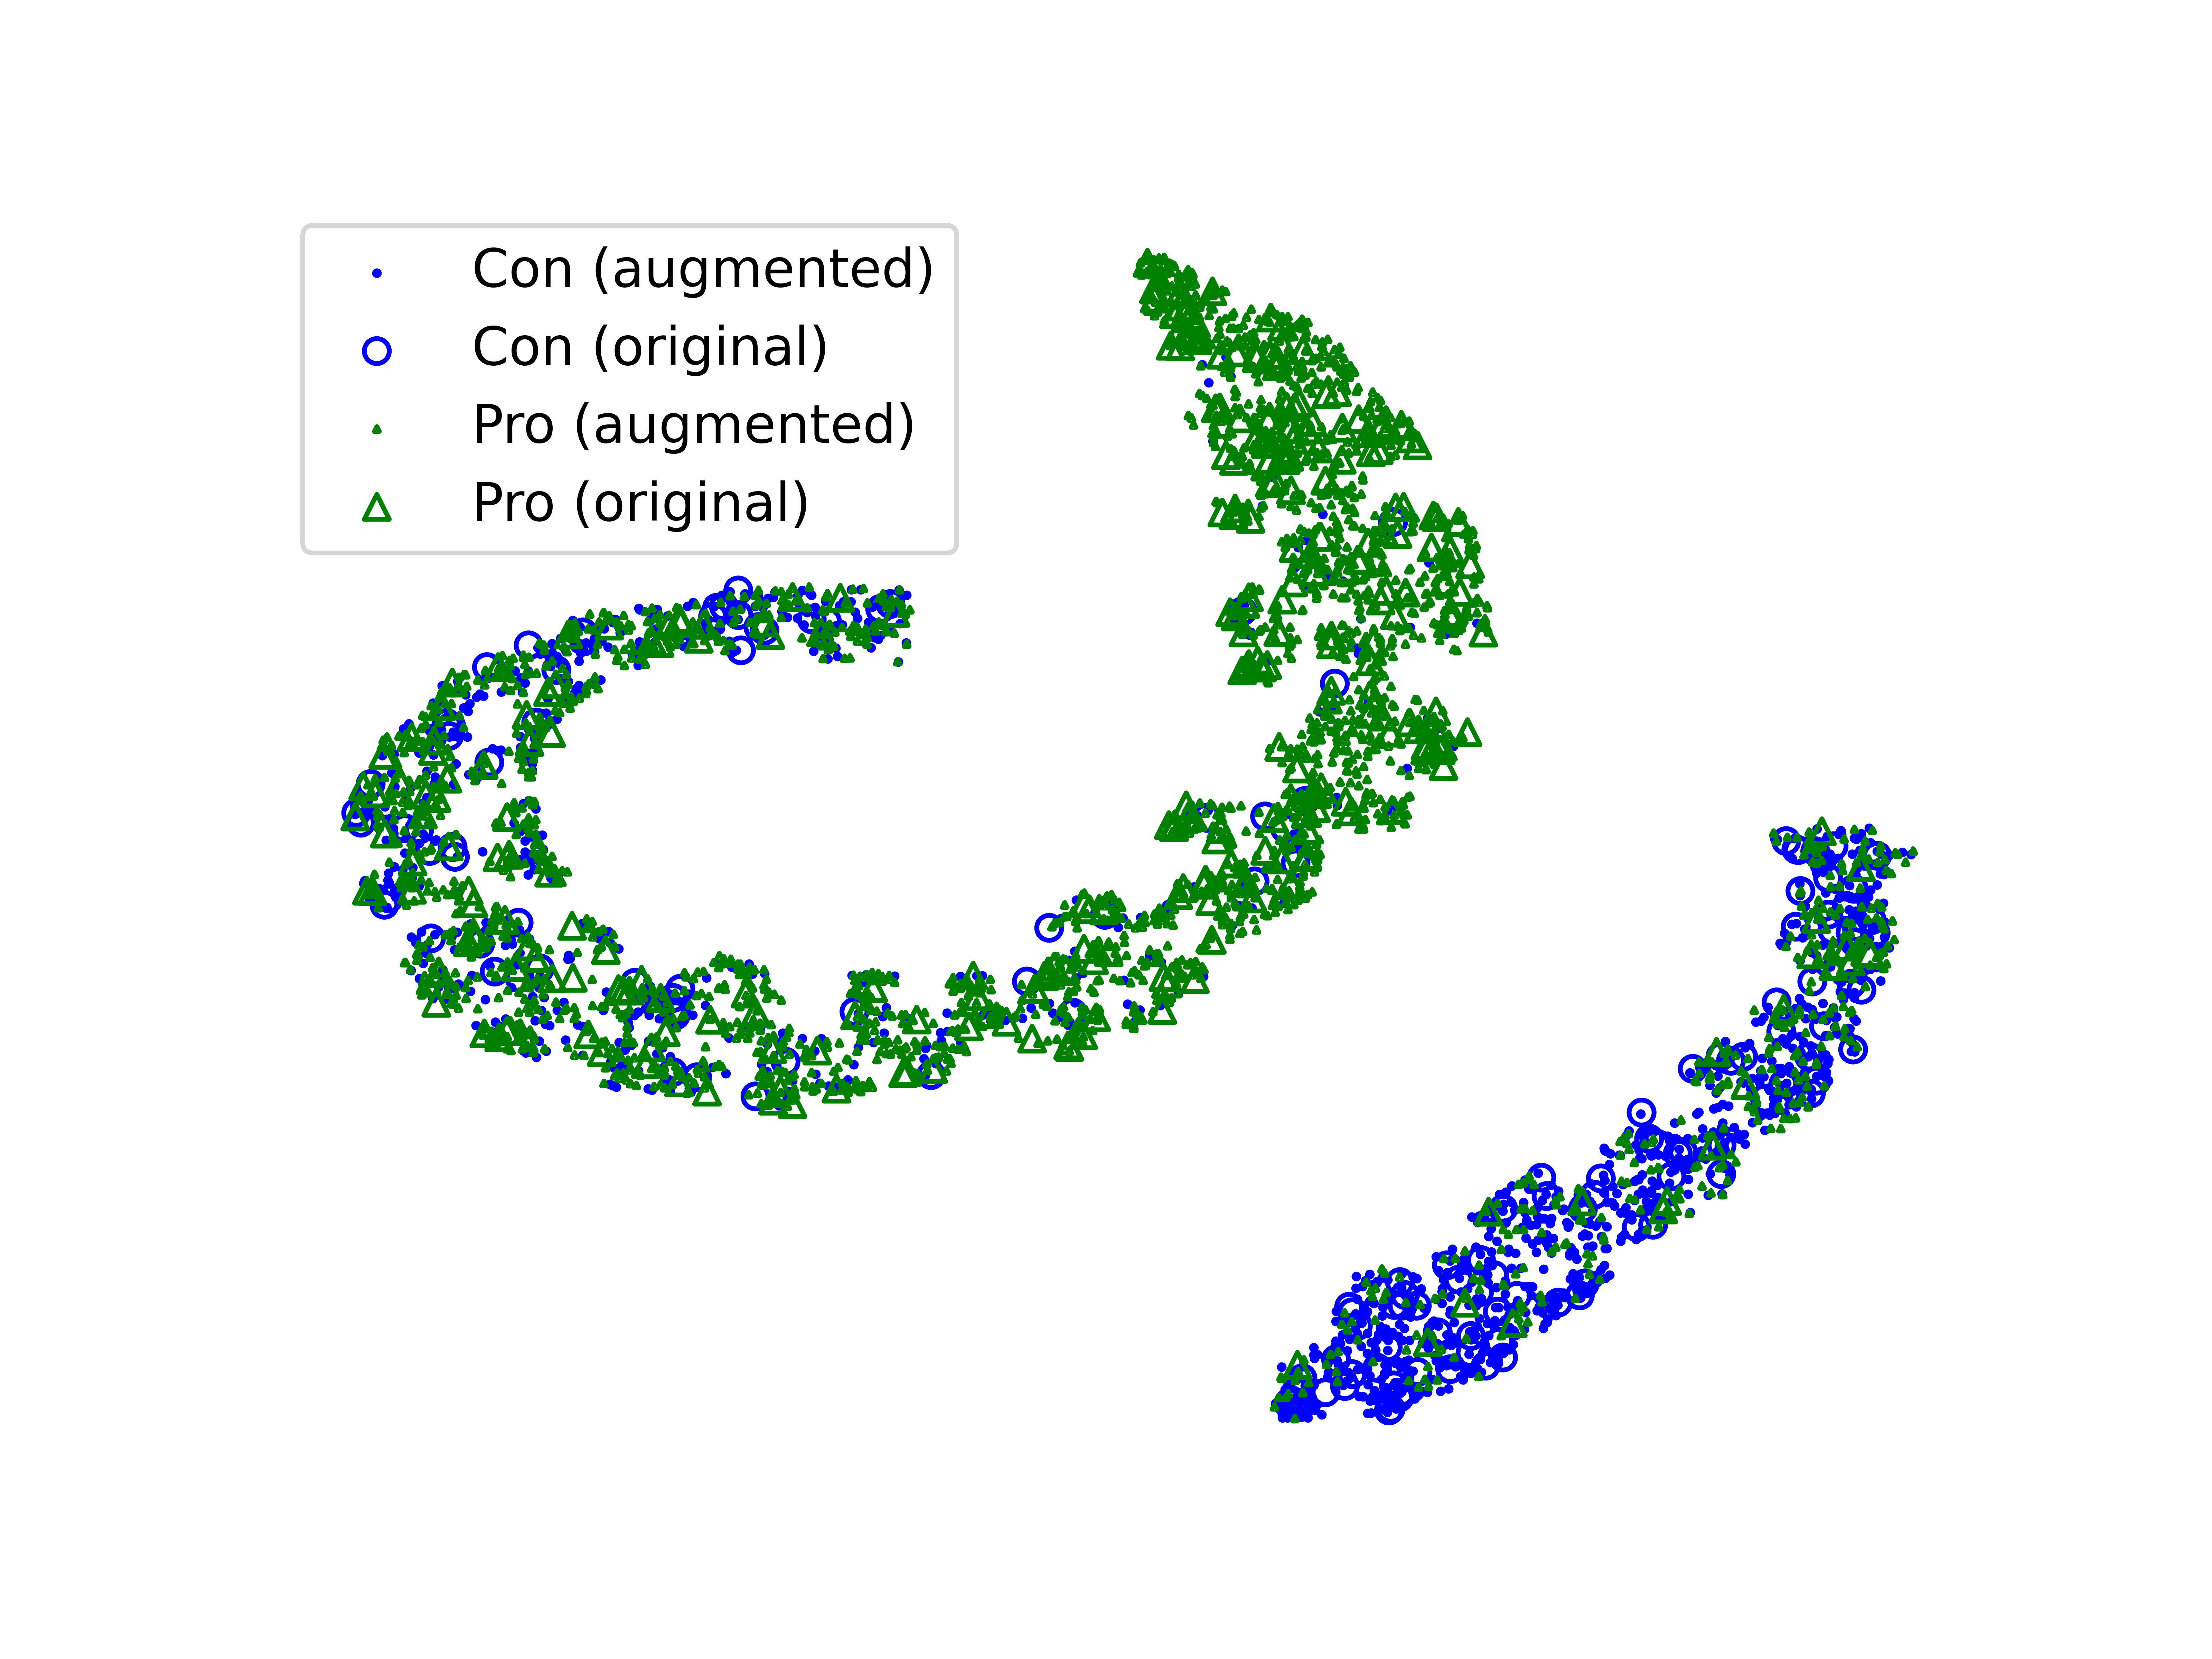 Con (augmented)
Con (original)
Pro (augmented)
Pro (original)